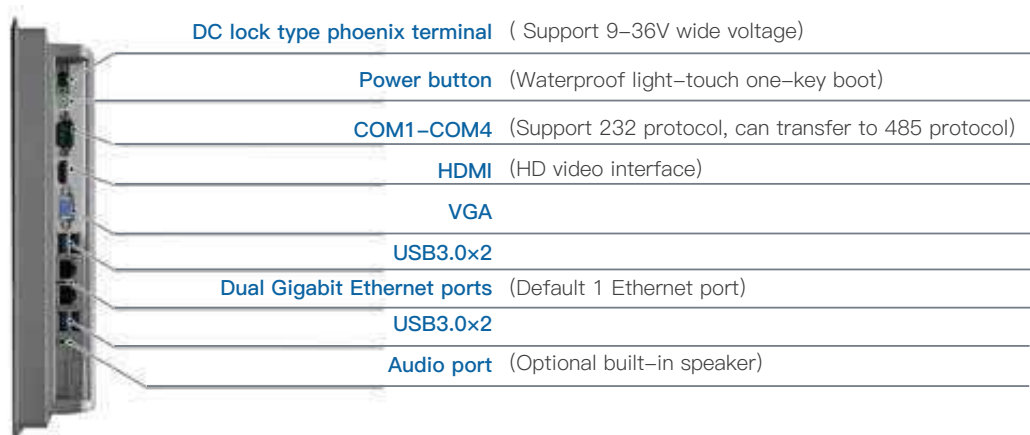 DC lock type phoenix terminal ( Support 9-36V wide voltage)
Power button (Waterproof light-touch one-key boot)
COM1-COM4 (Support 232 protocol, can transfer to 485 protocol)
HDMI (HD video interface)
VGA
USB3.0×2
Dual Gigabit Ethernet ports (Default 1 Ethernet port)
USB3.0×2
Audio port (Optional built-in speaker)